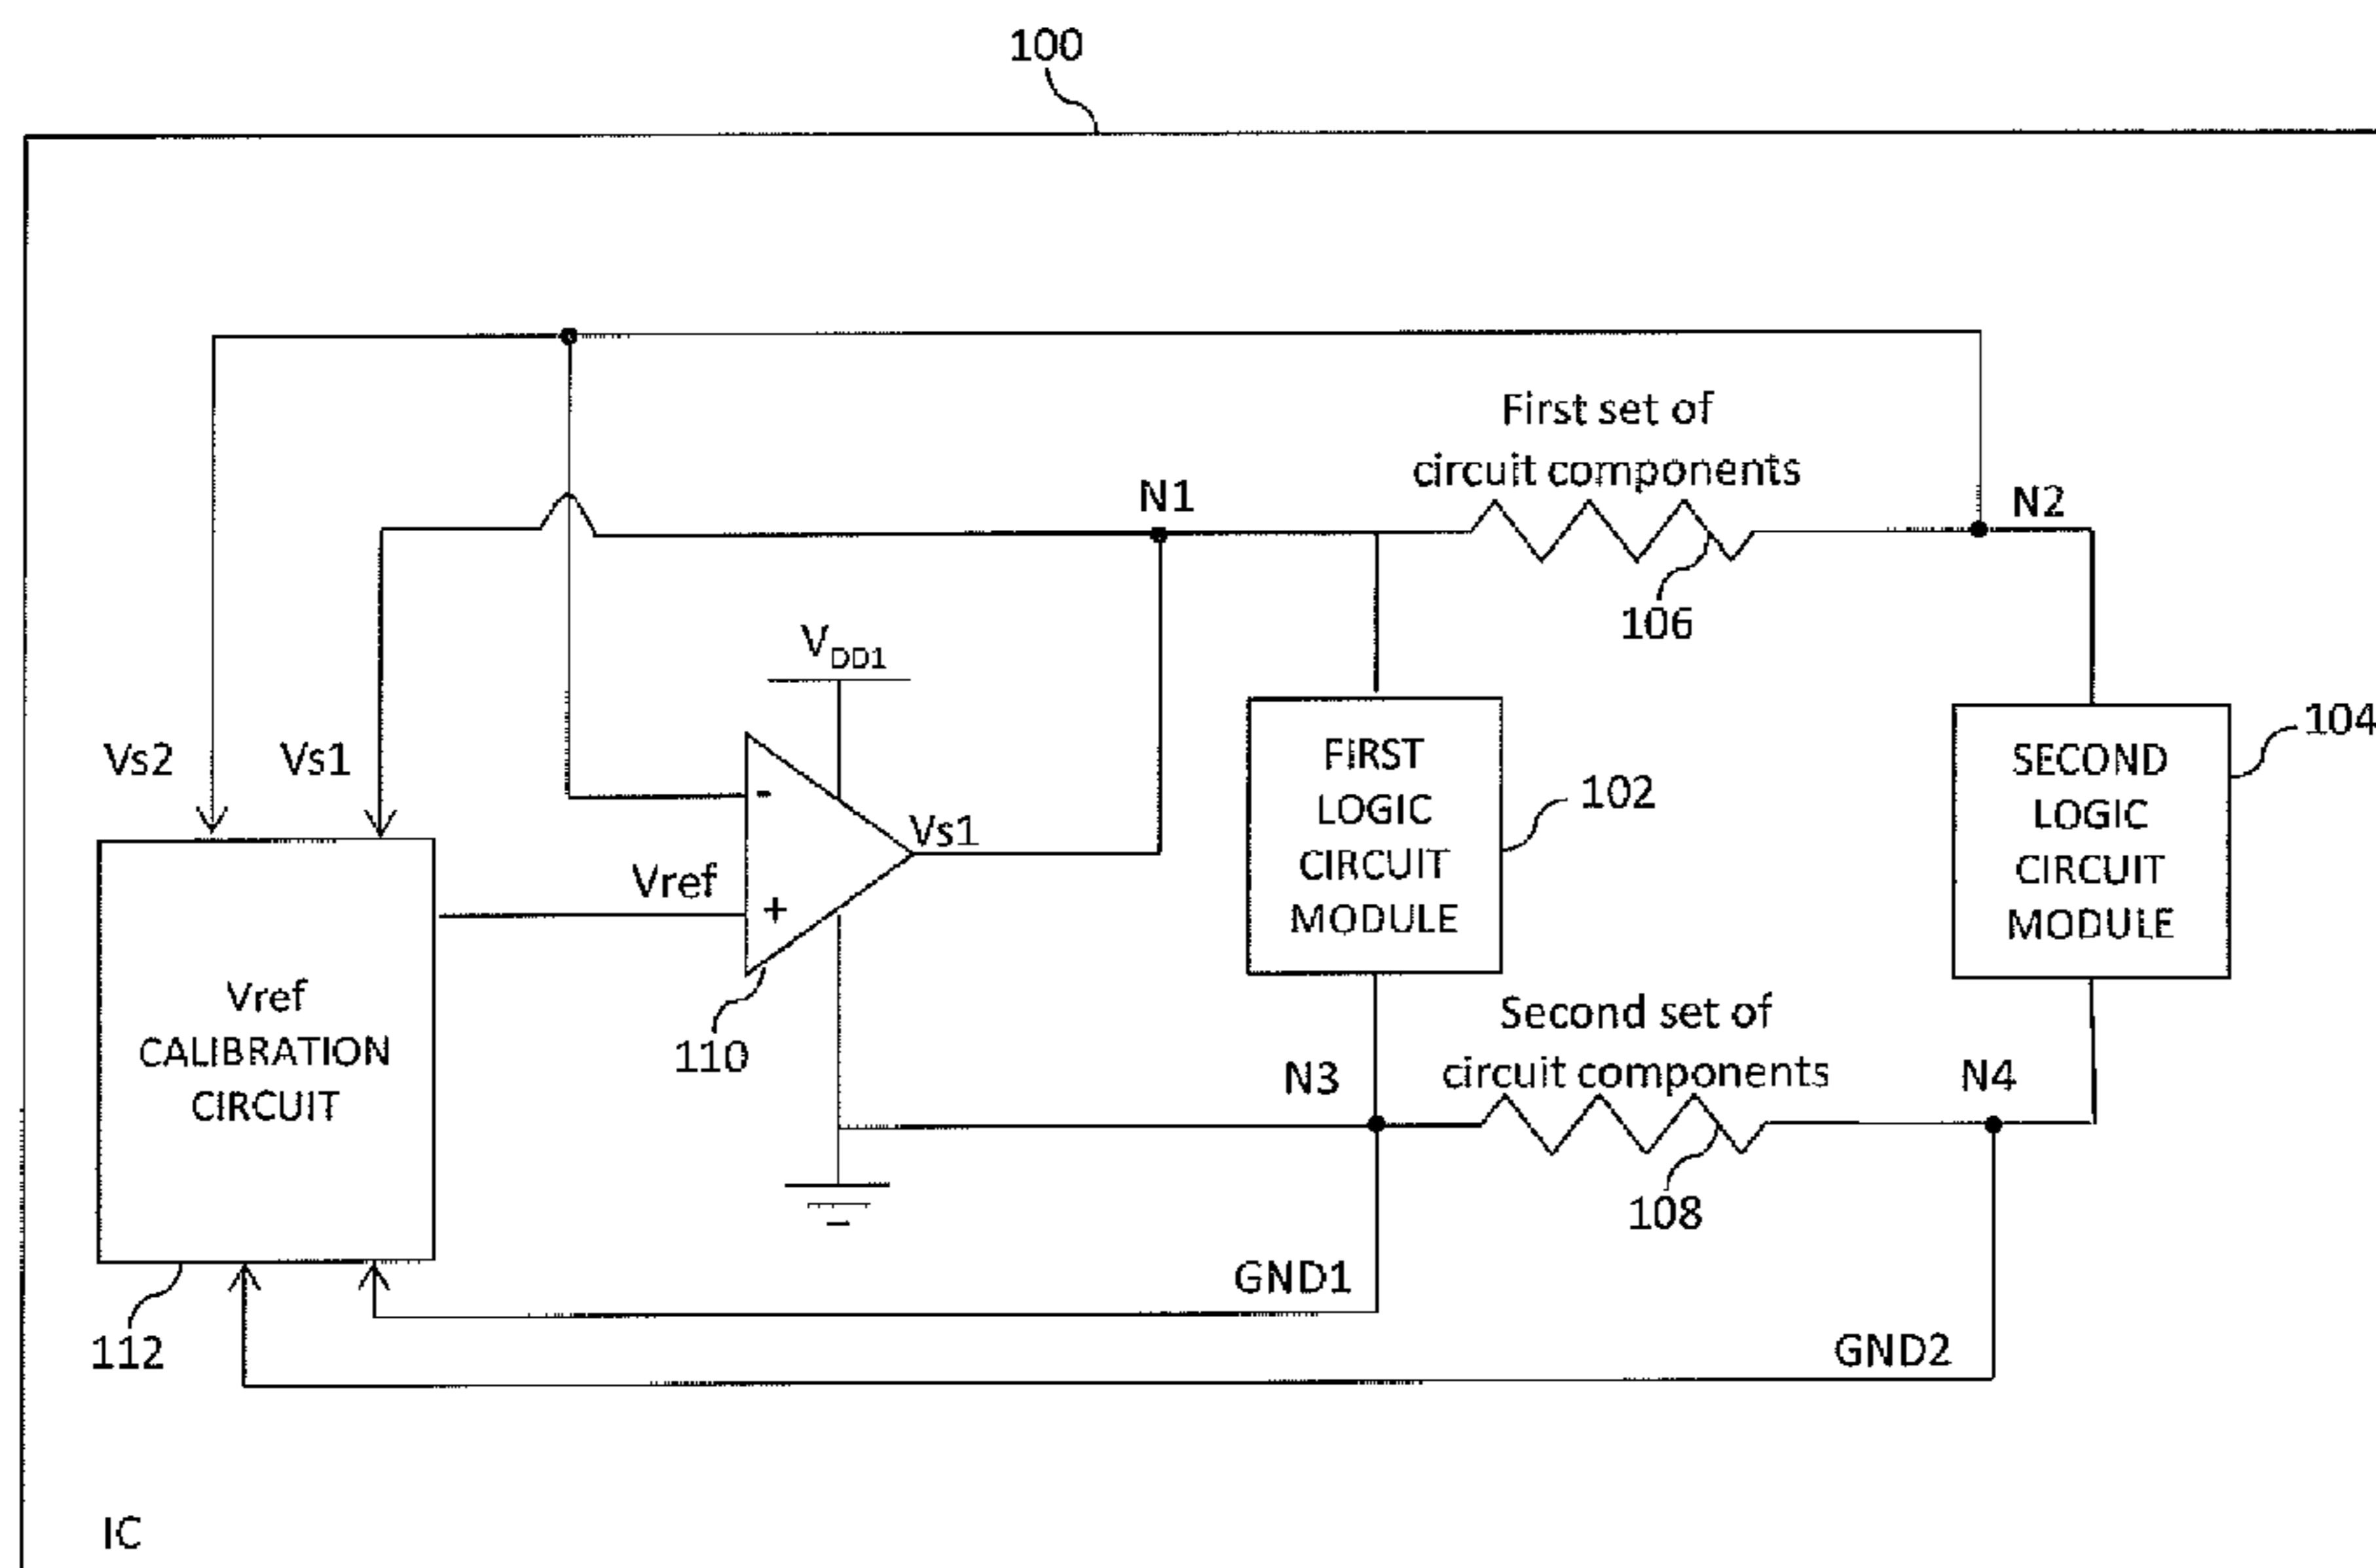 100
First set of
circuit components
N1
N2
106
V DD1
Vs2
Vs1
-
Vs1
Vref
+
110
FIRST
LOGIC
CIRCUIT
MODULE
102
SECOND
LOGIC
CIRCUIT
MODULE
104
Vref
CALIBRATION
CIRCUIT
112
N3
Second set of
circuit components
N4
108
GND1
GND2
IC